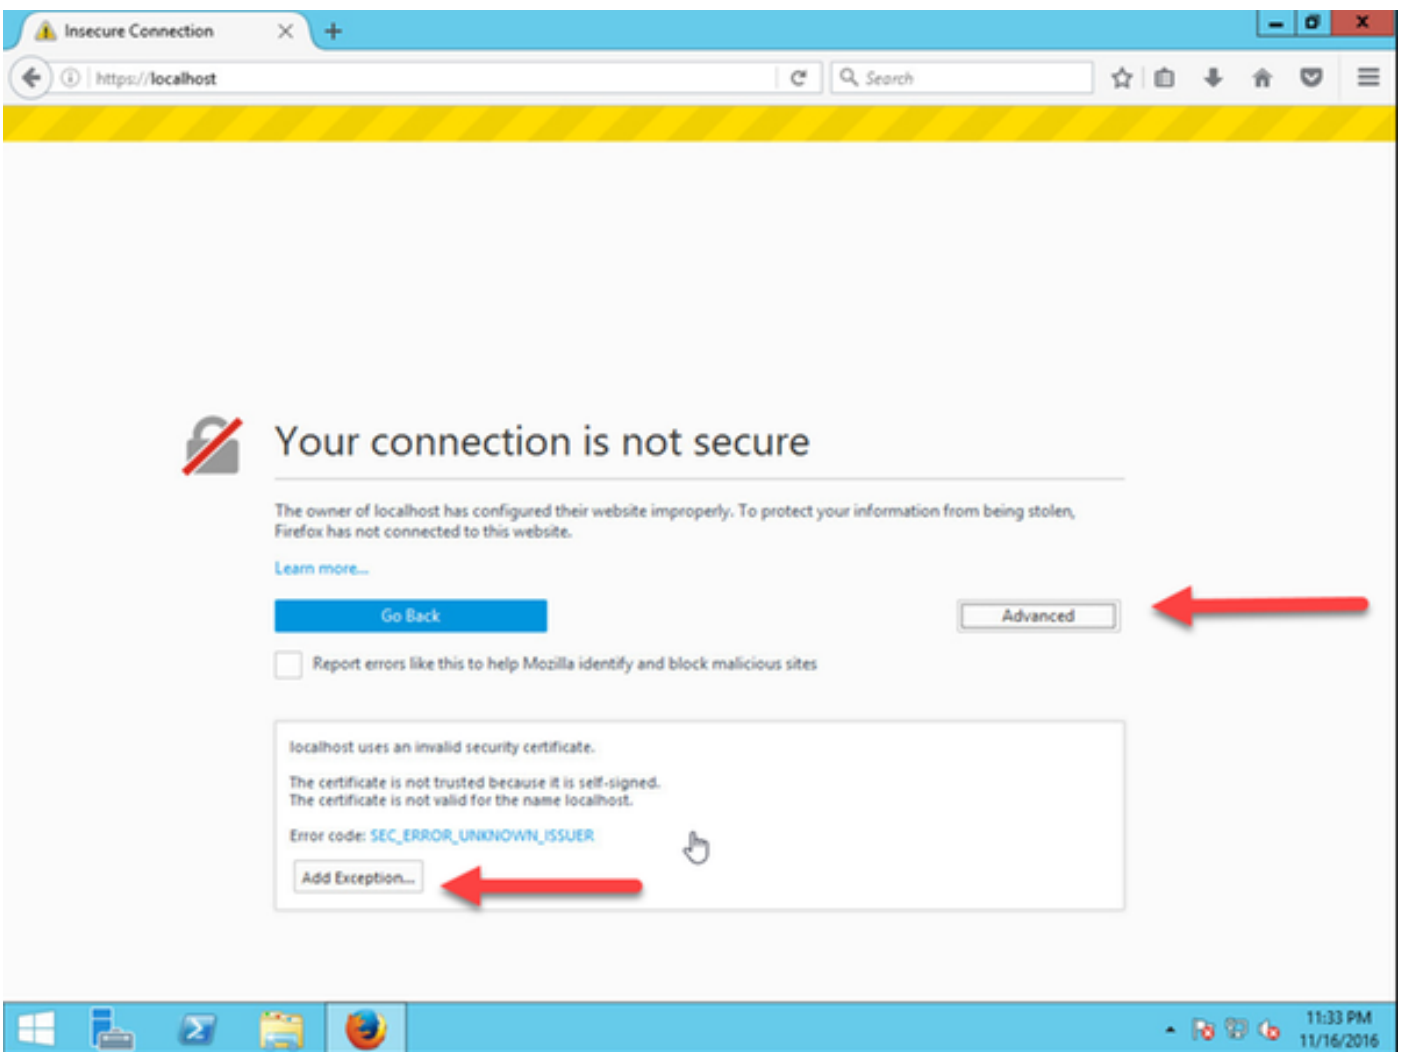 Insecure Connection
https://localhost
Search
Your connection is not secure
The owner of localhost has configured their website improperly. To protect your information from being stolen,
Firefox has not connected to this website.
Learn more...
Go Back
Advanced
Report errors like this to help Mozilla identify and block malicious sites
localhost uses an invalid security certificate.
The certificate is not trusted because it is self-signed.
The certificate is not valid for the name localhost.
Error code: SEC_ERROR_UNKNOWN_ISSUER
Add Exception...
11:33 PM
11/16/2016